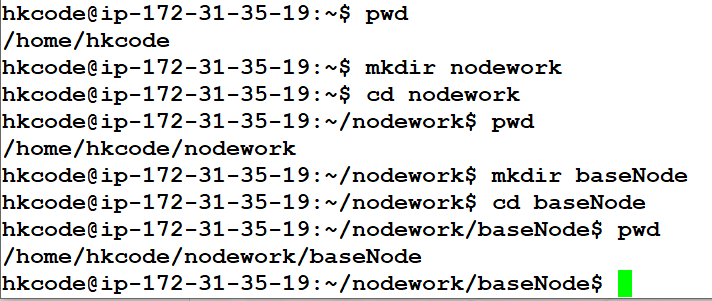 hkcode@ip-172-31-35-19:~$ pwd
/home/hkcode
hkcode@ip-172-31-35-19:~$ mkdir nodework
hkcode@ip-172-31-35-19:~$ cd nodework
hkcode@ip-172-31-35-19:~/nodework$ pwd
/home/hkcode/nodework
hkcode@ip-172-31-35-19:~/nodework$ mkdir baseNode
hkcode@ip-172-31-35-19:~/nodework$ cd baseNode
hkcode@ip-172-31-35-19:~/nodework/baseNode$ pwd
/home/hkcode/nodework/baseNode
hkcode@ip-172-31-35-19:~/nodework/baseNode$